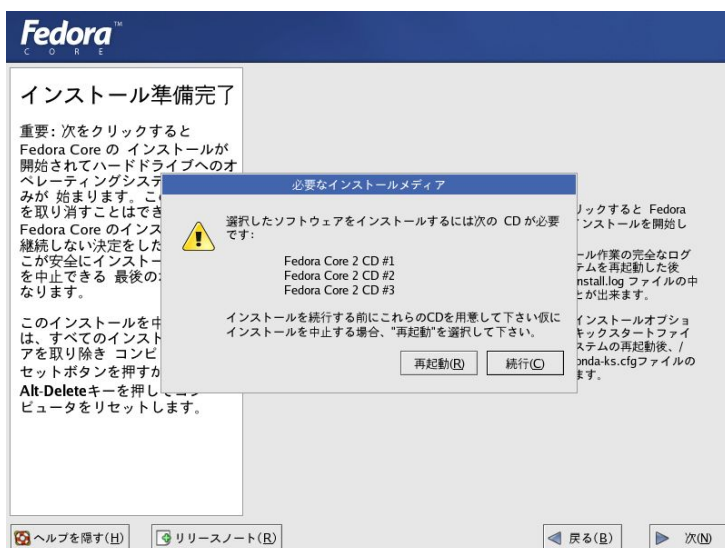 Fedora™
CORE
インストール準備完了
重要: 次をクリックすると
Fedora Core の インストールが
開始されてハードドライブへのオ
ペレーティングシステ
みが 始まります。こ
を取り消すことはでき
Fedora Core のインス
継続しない決定をした
こが安全にインストー
を中止できる 最後の
なります。
このインストールを中
は、すべてのインスト
アを取り除き コンビ
セットボタンを押すか
Alt-Deleteキーを押してコン
ピュータをリセットします。
必要なインストールメディア
選択したソフトウェアをインストールするには次の CD が必要
です:
Fedora Core 2 CD #1
Fedora Core 2 CD #2
Fedora Core 2 CD #3
インストールを続行する前にこれらのCDを用意して下さい仮に
インストールを中止する場合、"再起動"を選択して下さい。
再起動(R)
続行(C)
リックすると Fedora
インストールを開始し
ール作業の完全なログ
テムを再起動した後
nstall.log ファイルの中
とが出来ます。
インストールオプショ
キックスタートファイ
ステムの再起動後、/
onda-ks.cfgファイルの
ます。
ヘルプを隠す(H)
リリースノート(R)
戻る(B)
次(N)